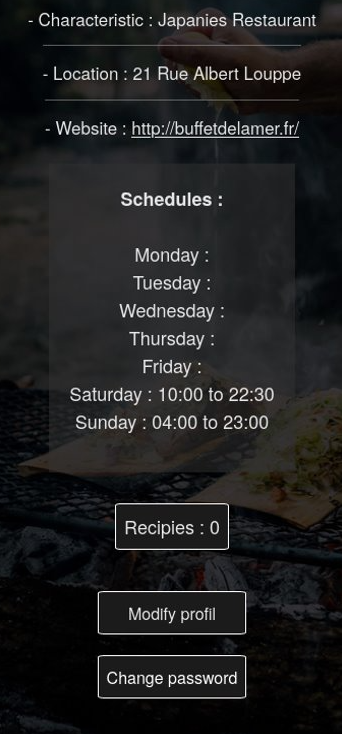 - Characteristic : Japanies Restaurant
- Location : 21 Rue Albert Louppe
- Website : http://buffetdelamer.fr/
Schedules :
Monday :
Tuesday :
Wednesday :
Thursday :
Friday :
Saturday : 10:00 to 22:30
Sunday : 04:00 to 23:00
Recipies : 0
Modify profil
Change password